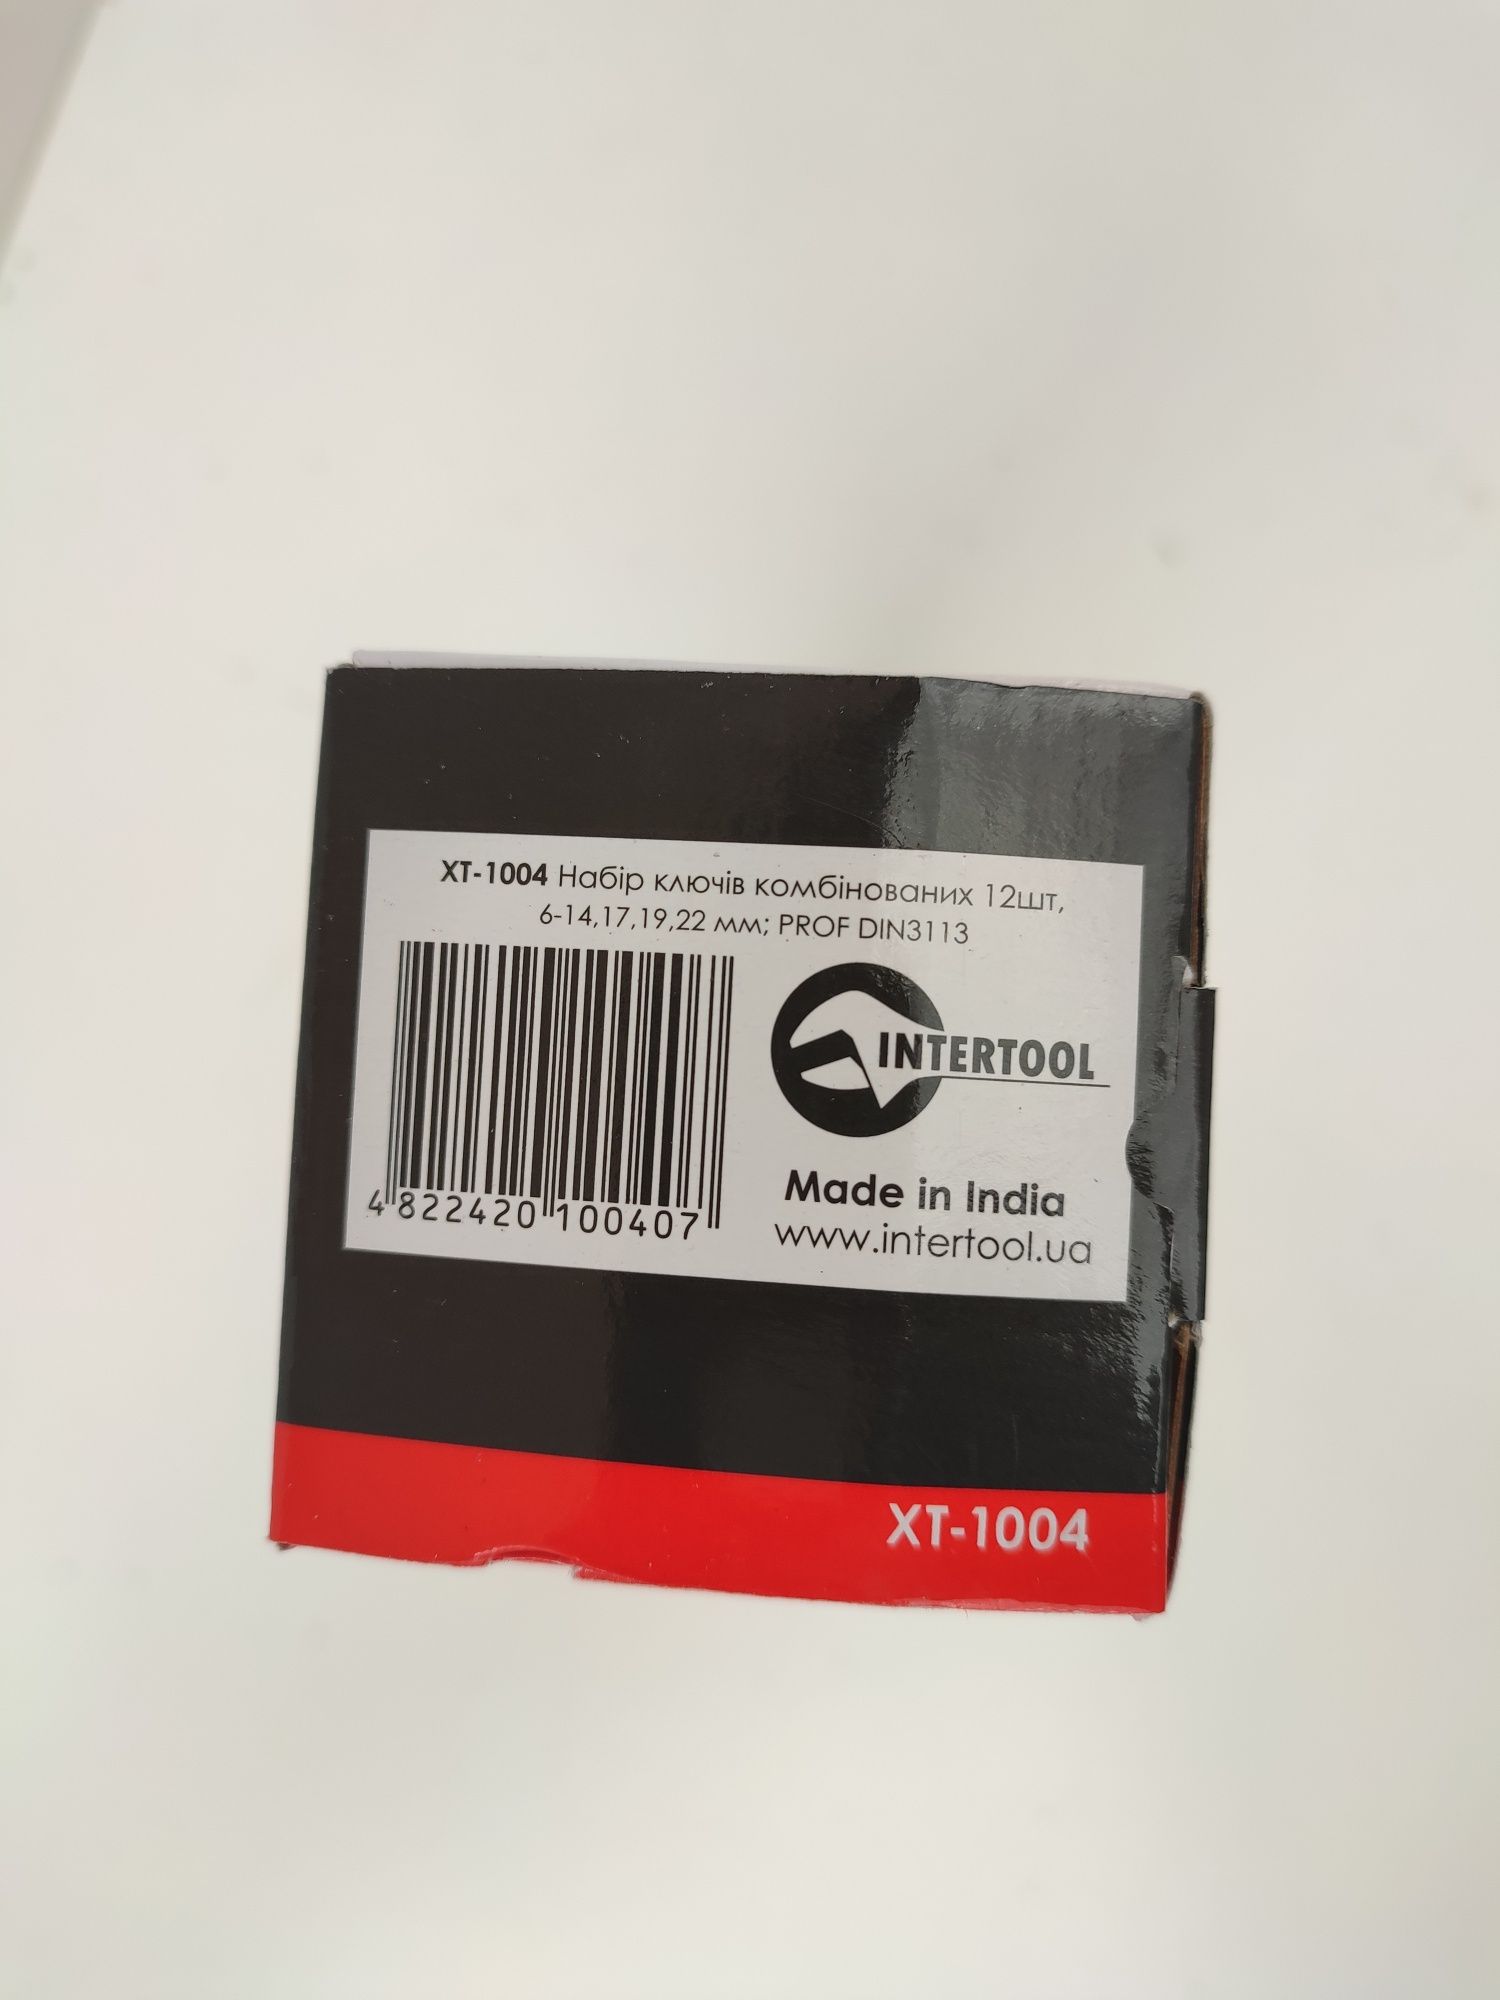 XT-1004 Набір ключів комбінованих 12шт,
6-14,17,19,22 мм; PROF DIN3113
INTERTOOL
4 822420 100407
Made in India
www.intertool.ua
XT-1004